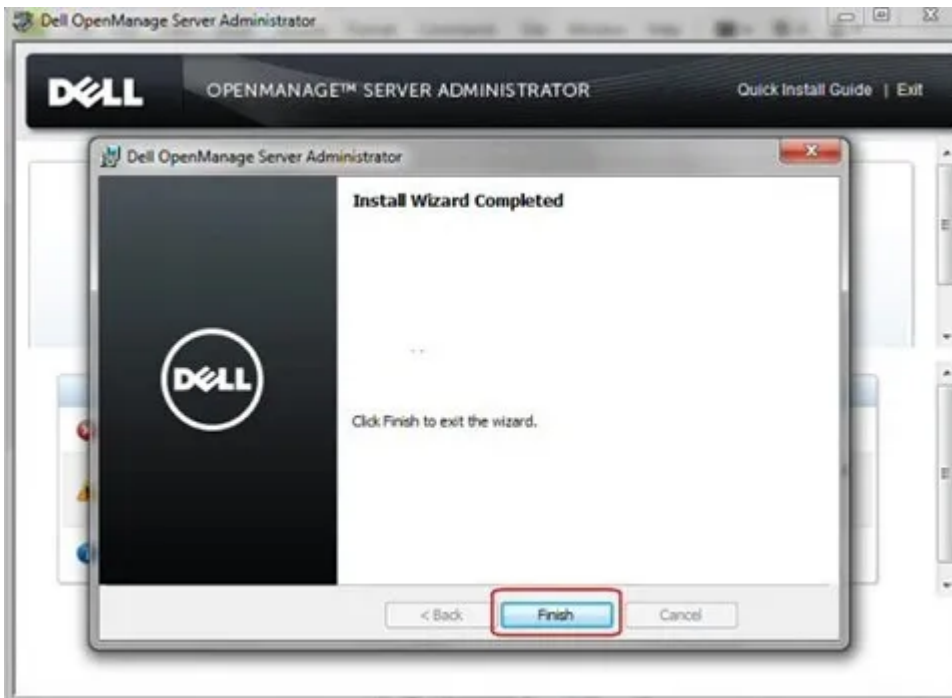 Dell OpenManage Server Administrator
DELL
OPENMANAGE™ SERVER ADMINISTRATOR
Quick Install Guide | Exit
Dell OpenManage Server Administrator
Install Wizard Completed
DELL
Click Finish to exit the wizard.
< Back
Finish
Cancel